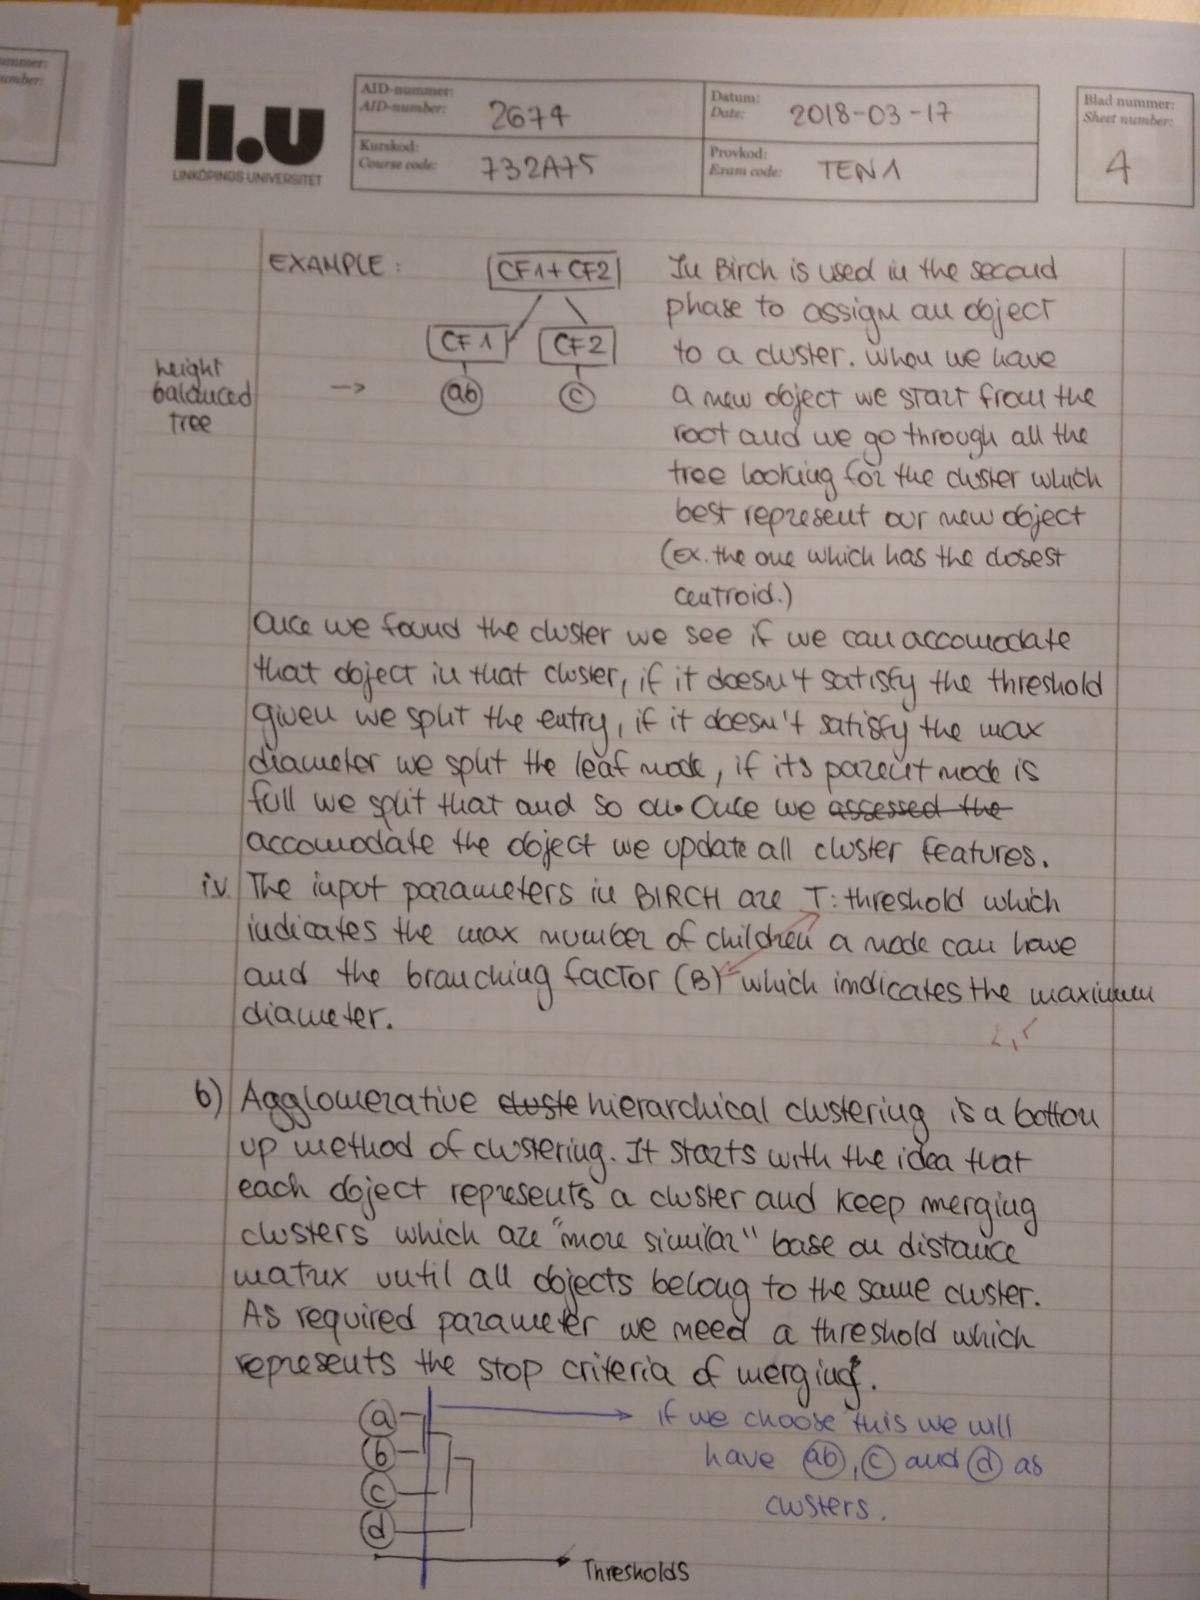 ummer:
umber:
li.u
LINKÖPINGS UNIVERSITET
AID-nummer:
AID-number: 2674
Datum:
Date: 2018-03-17
Blad nummer:
Sheet number:
4
Kurskod:
Course code: 732A75
Provkod:
Exam code: TEN1
EXAMPLE:
CF1+CF2
CF1 CF2
ab c
height
balanced
tree
->
In Birch is used in the second
phase to assign an object
to a cluster. when we have
a new object we start from the
root and we go through all the
tree looking for the cluster which
best represent our new object
(ex. the one which has the closest
centroid.)
Once we found the cluster we see if we can accomodate
that object in that cluster, if it doesn't satisfy the threshold
given we split the entry, if it doesn't satisfy the max
diameter we split the leaf node, if its parent node is
full we split that and so on. Once we assessed the
accomodate the object we update all cluster features.
iv. The input parameters in BIRCH are T: threshold which
indicates the max number of children a node can have
and the branching factor (B) which indicates the maximum
diameter.
b) Agglomerative cluste hierarchical clustering is a bottom
up method of clustering. It starts with the idea that
each object represents a cluster and keep merging
clusters which are "more similar" base on distance
matrix until all objects belong to the same cluster.
As required parameter we need a threshold which
represents the stop criteria of merging.
a
b
c
d
if we choose this we will
have ab, c and d as
clusters.
Thresholds